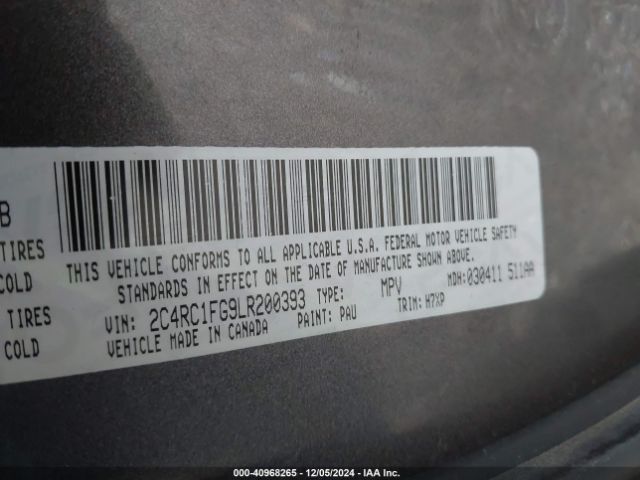 B
TIRES
COLD
TIRES
COLD
THIS VEHICLE CONFORMS TO ALL APPLICABLE U.S.A. FEDERAL MOTOR VEHICLE SAFETY
STANDARDS IN EFFECT ON THE DATE OF MANUFACTURE SHOWN ABOVE.
VIN: 2C4RC1FG9LR200393 TYPE: MPV MDH:030411 511AA
VEHICLE MADE IN CANADA PAINT: PAU TRIM: H7XP
000-40968265 - 12/05/2024 - IAA Inc.